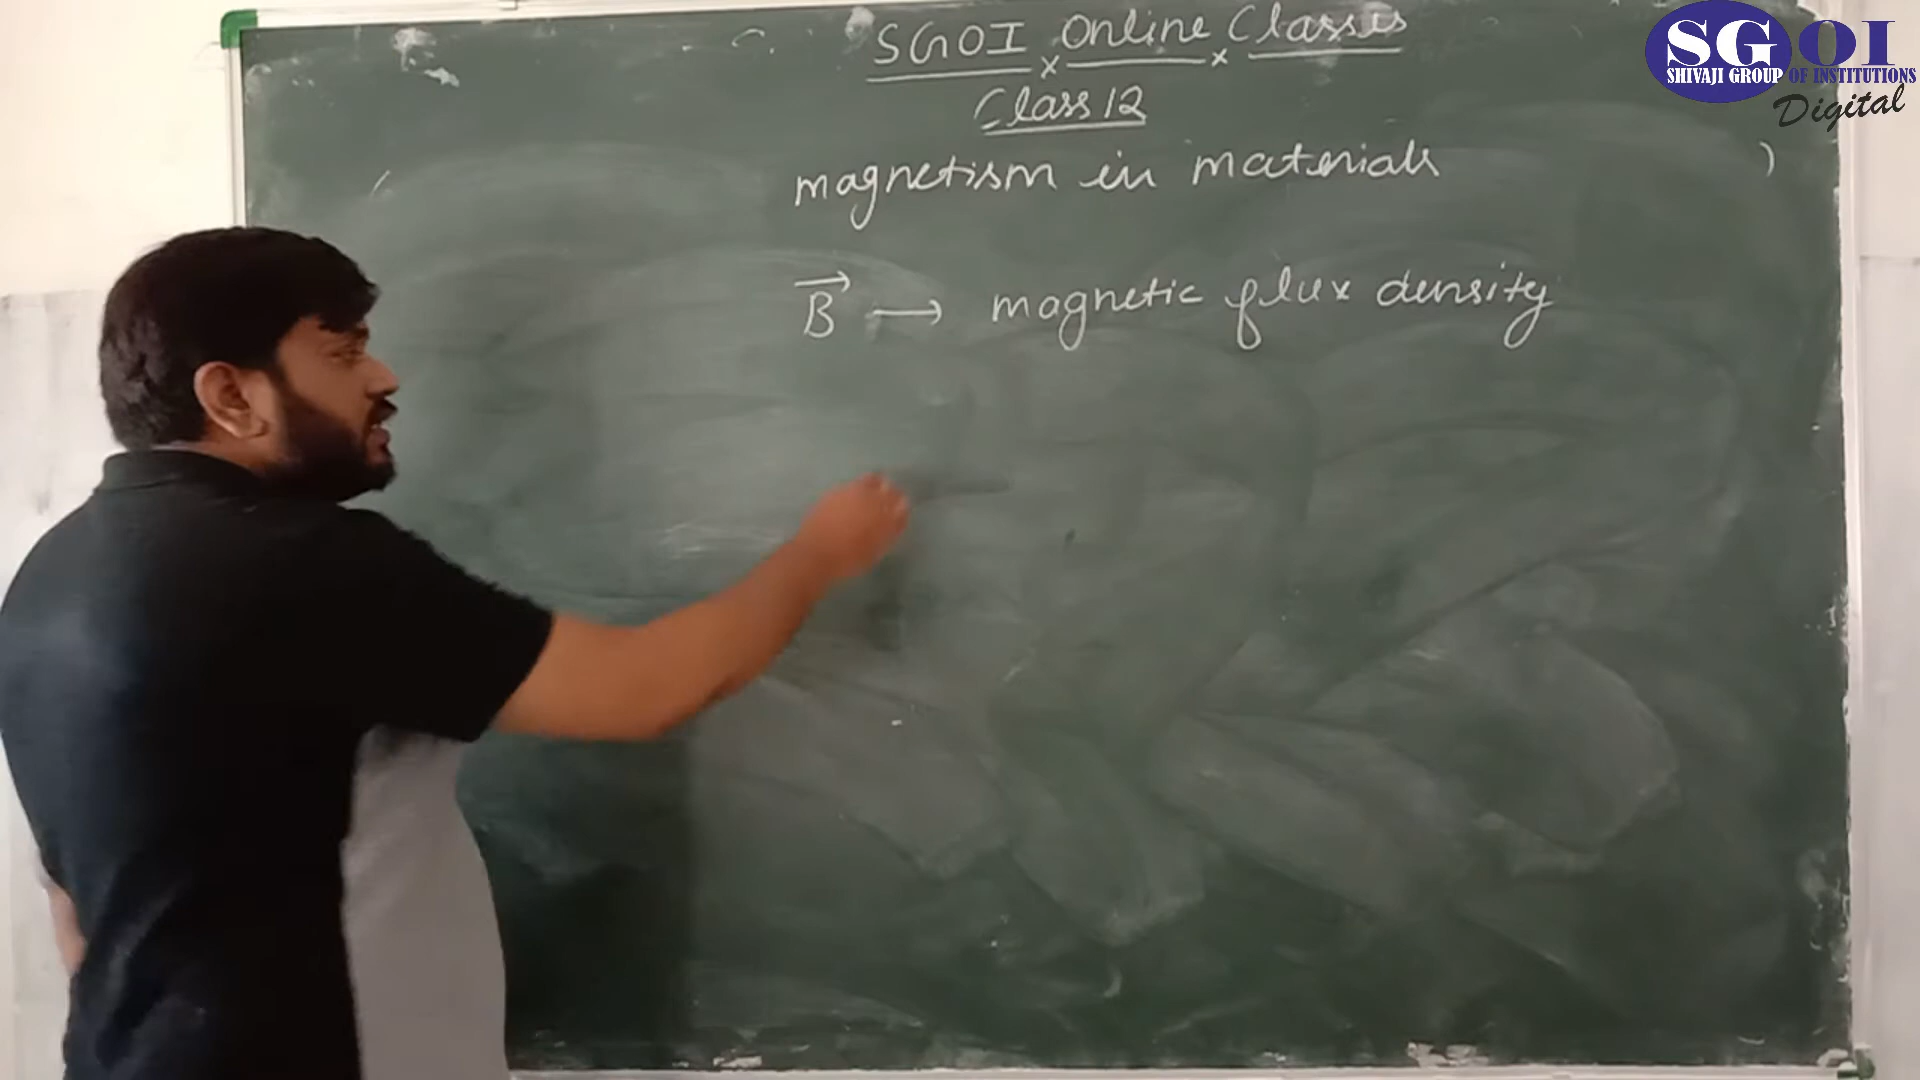 SGOI × Online × Classes
Class 12
magnetism in materials
B⃗ → magnetic flux density
SGOI
SHIVAJI GROUP OF INSTITUTIONS
Digital